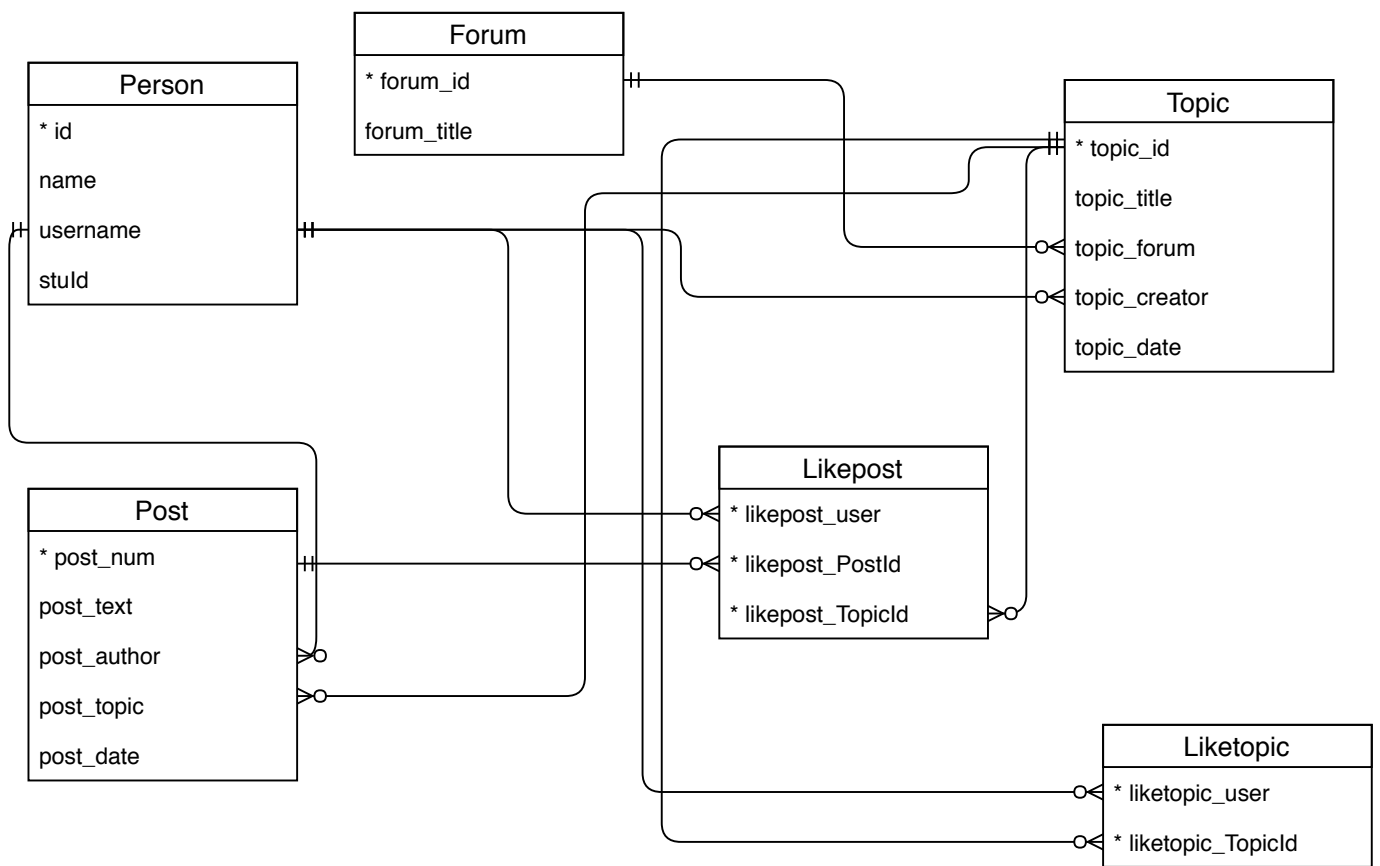 Forum
* forum_id
forum_title
Person
* id
name
username
stuId
Topic
* topic_id
topic_title
topic_forum
topic_creator
topic_date
Likepost
* likepost_user
* likepost_PostId
* likepost_TopicId
Post
* post_num
post_text
post_author
post_topic
post_date
Liketopic
* liketopic_user
* liketopic_TopicId